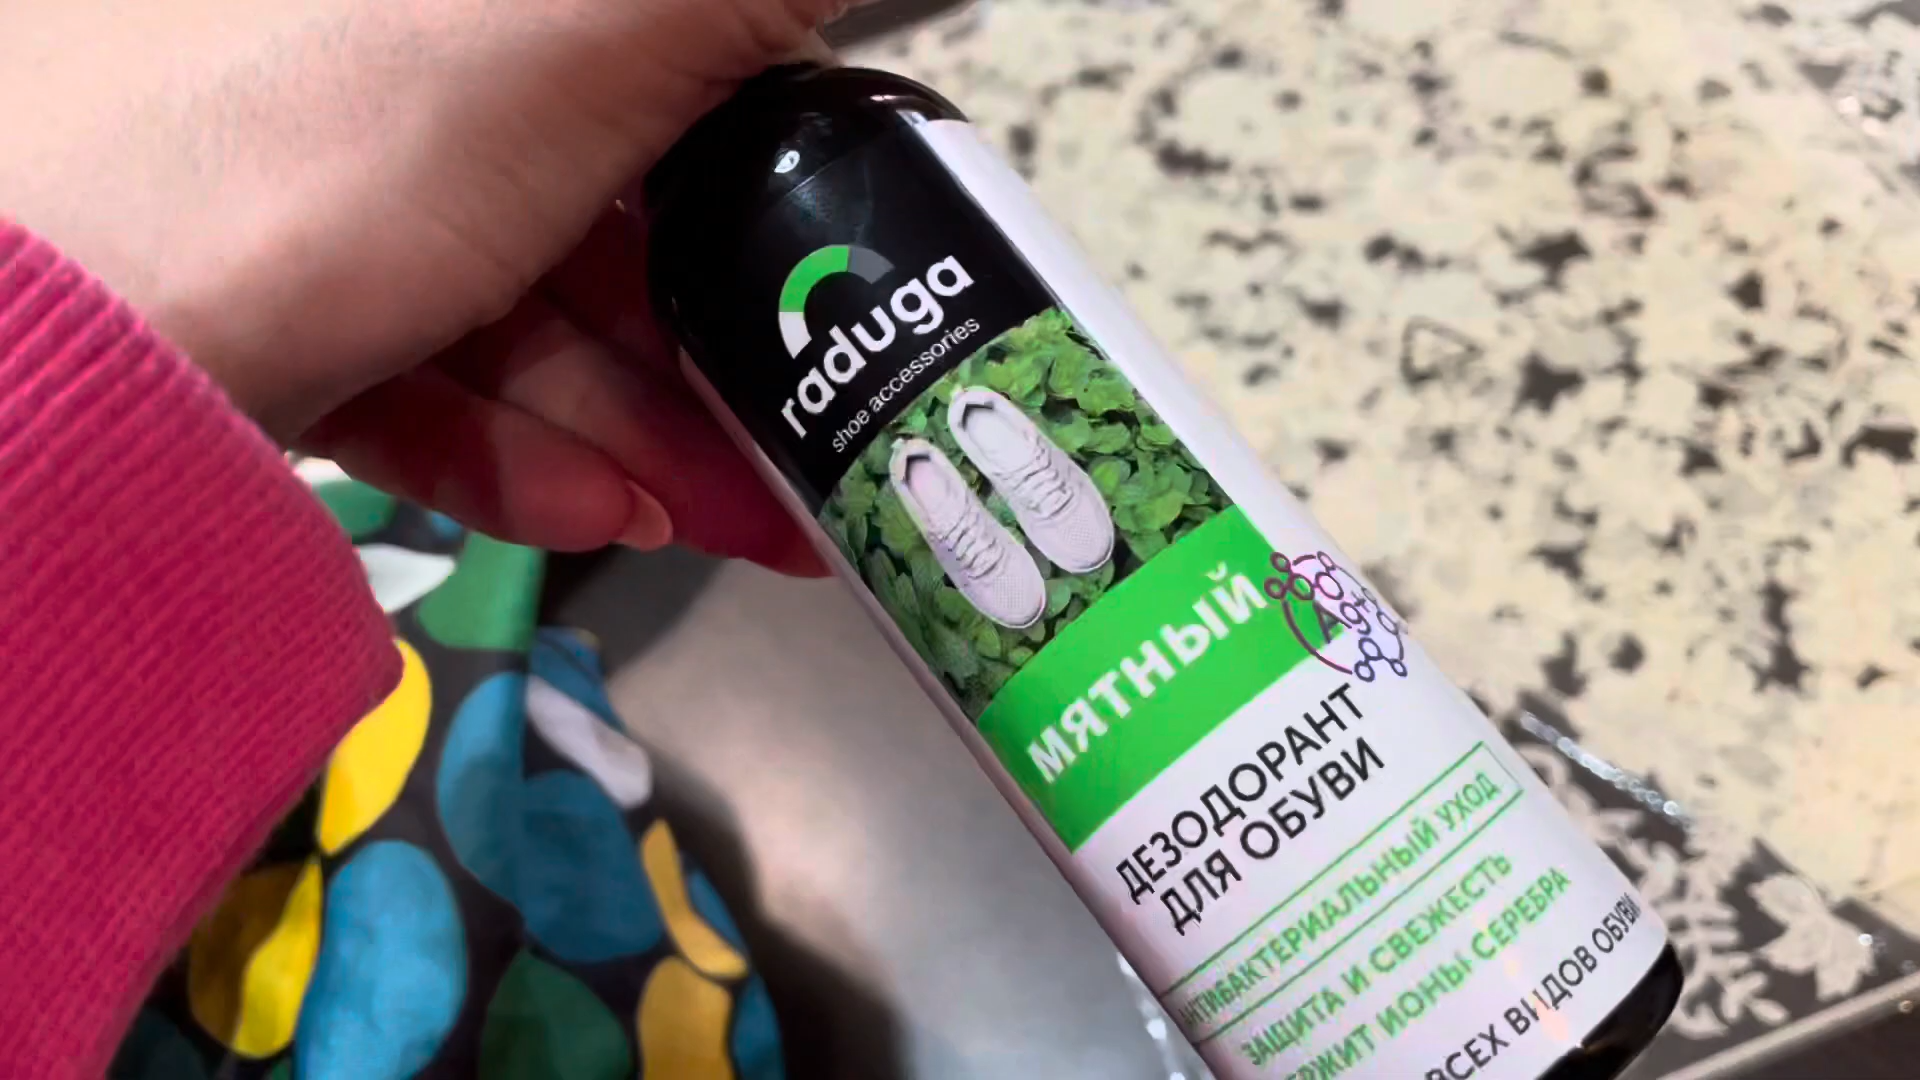 raduga
shoe accessories
МЯТНЫЙ
Ag+
ДЕЗОДОРАНТ
ДЛЯ ОБУВИ
АНТИБАКТЕРИАЛЬНЫЙ УХОД
ЗАЩИТА И СВЕЖЕСТЬ
ИОНЫ СЕРЕБРА
ВСЕХ ВИДОВ ОБУВИ